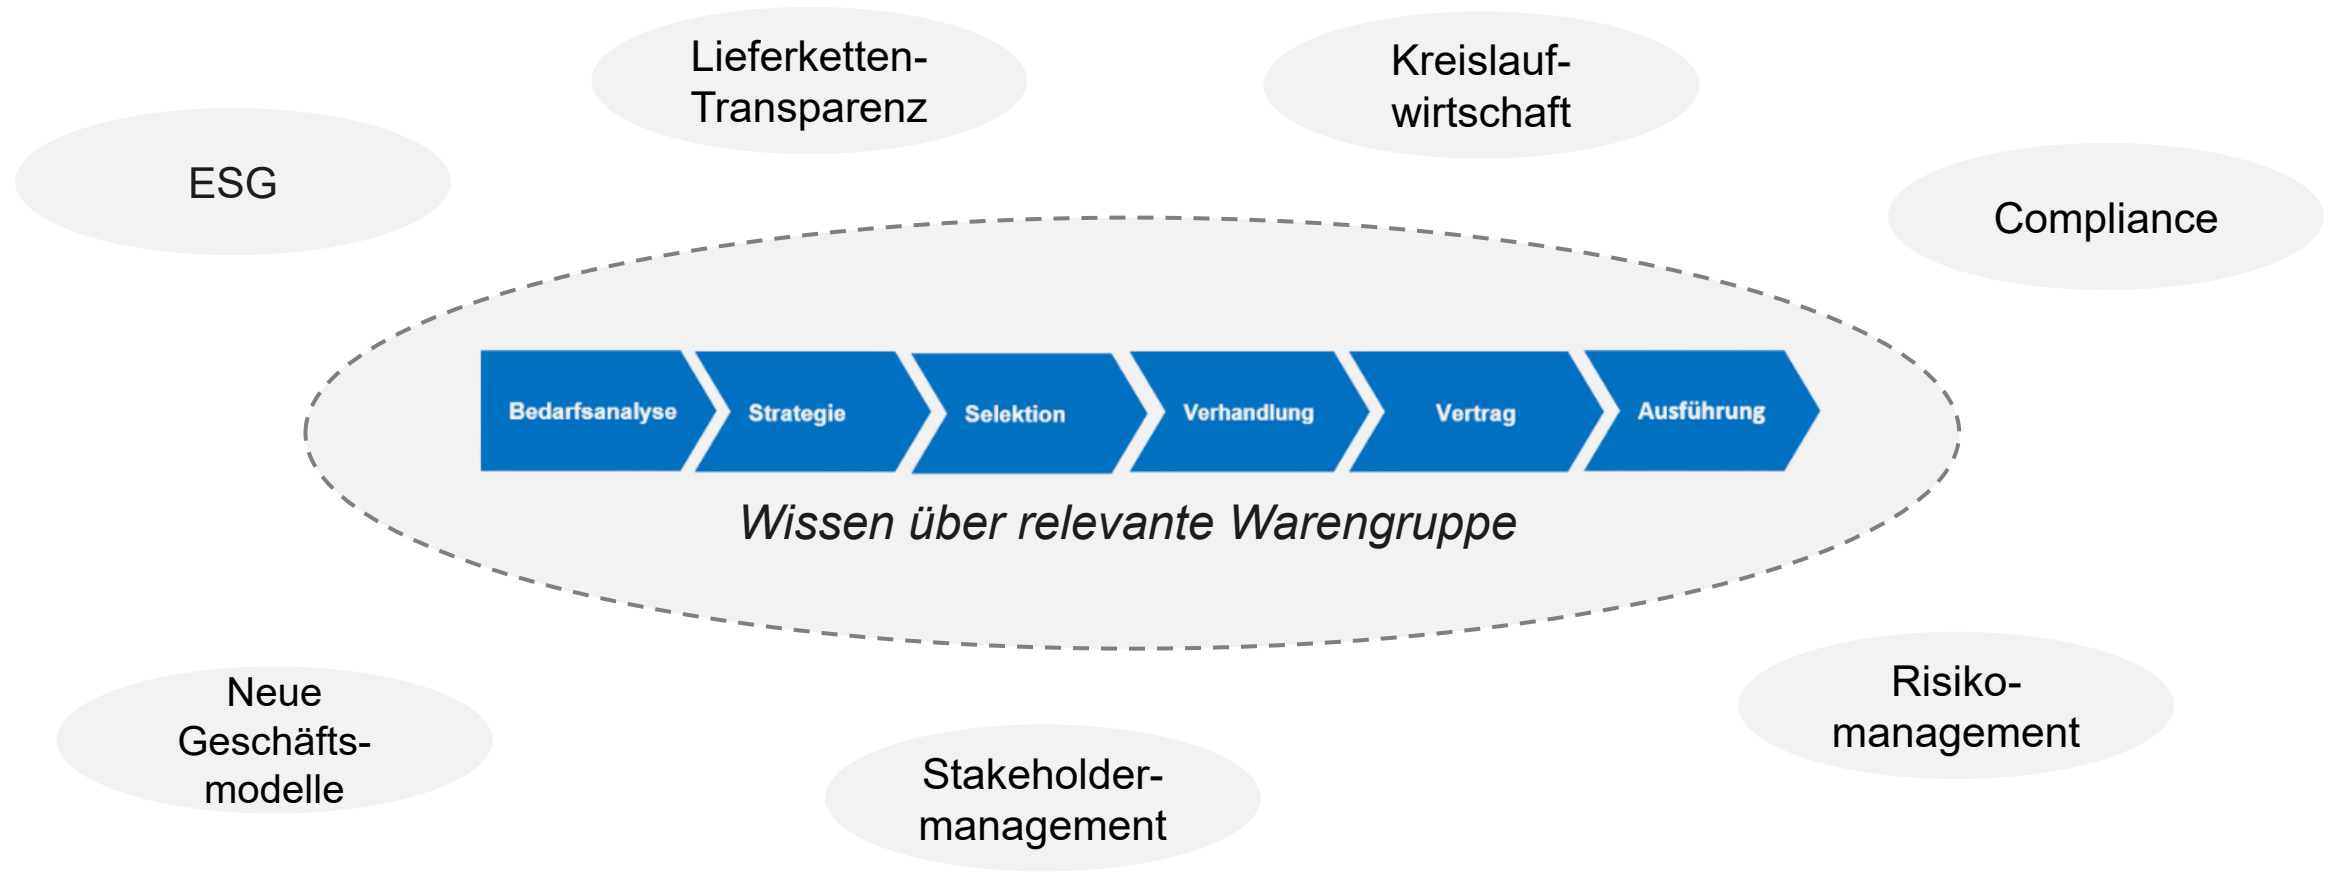 Lieferketten-
Transparenz
Kreislauf-
wirtschaft
ESG
Compliance
Bedarfsanalyse
Strategie
Selektion
Verhandlung
Vertrag
Ausführung
Wissen über relevante Warengruppe
Neue
Geschäfts-
modelle
Stakeholder-
management
Risiko-
management